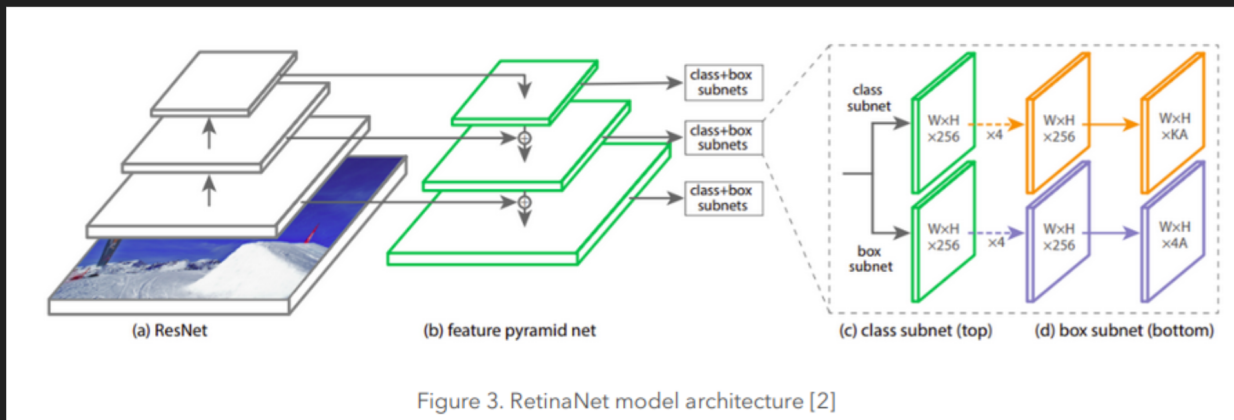 class+box
subnets
class+box
subnets
class+box
subnets
class
subnet
W×H
×256
×4
W×H
×256
W×H
×KA
box
subnet
W×H
×256
×4
W×H
×256
W×H
×4A
(a) ResNet
(b) feature pyramid net
(c) class subnet (top)
(d) box subnet (bottom)
Figure 3. RetinaNet model architecture [2]